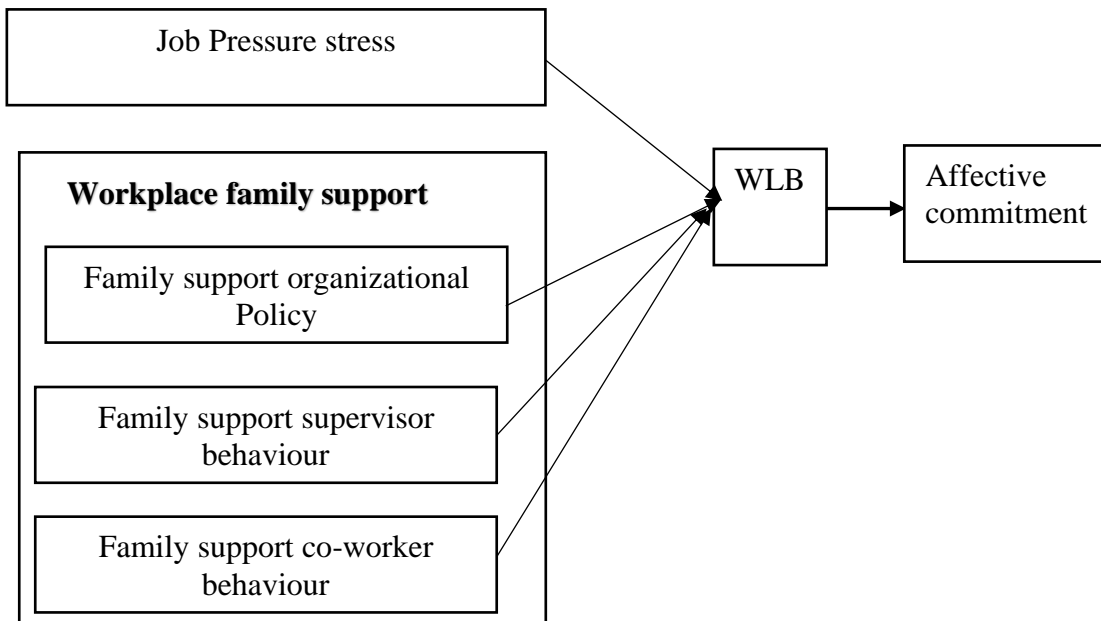 Job Pressure stress
Workplace family support
Family support organizational
Policy
Family support supervisor
behaviour
Family support co-worker
behaviour
WLB
Affective
commitment